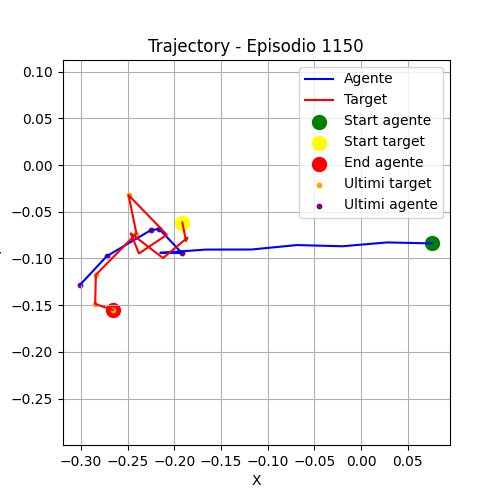 Trajectory - Episodio 1150
Agente
Target
Start agente
Start target
End agente
Ultimi target
Ultimi agente
0.10
0.05
0.00
−0.05
−0.10
−0.15
−0.20
−0.25
−0.30 −0.25 −0.20 −0.15 −0.10 −0.05 0.00 0.05
X